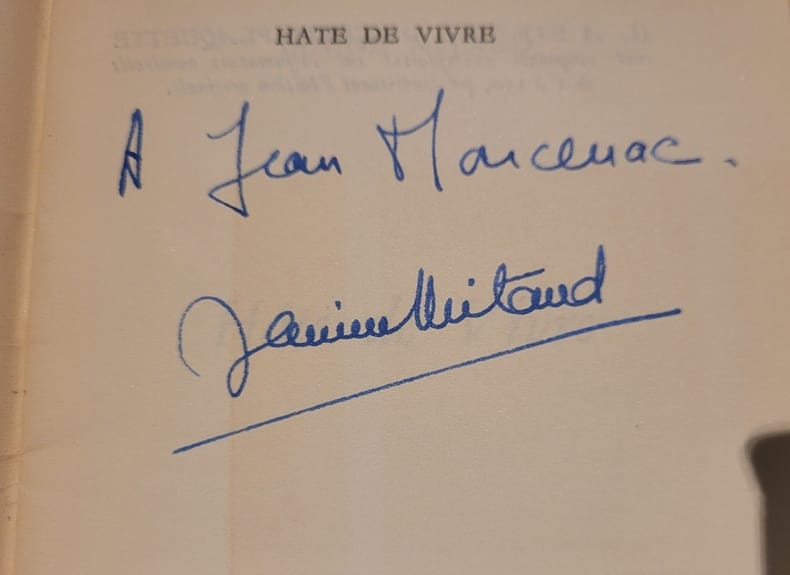 HATE DE VIVRE
A Jean Marcenac.
Janine Mitaud